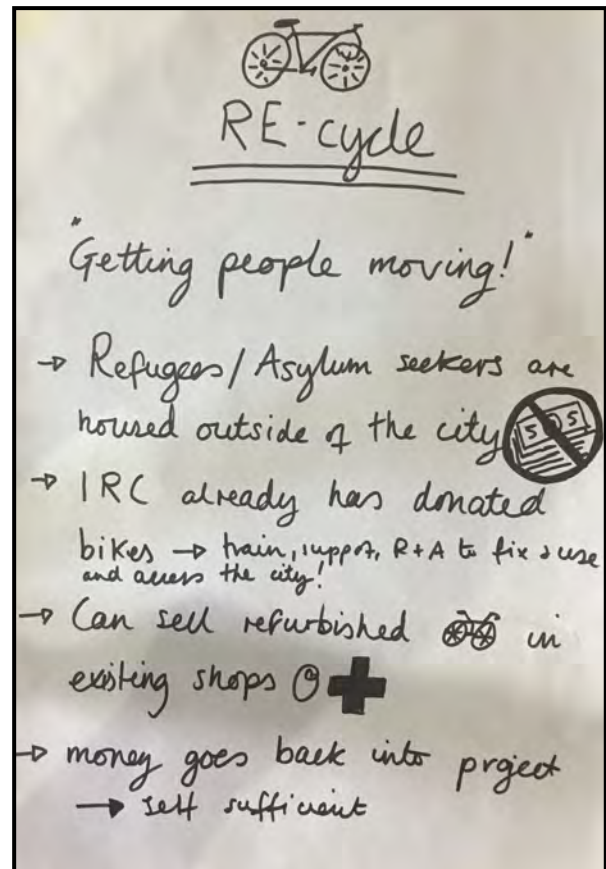 RE-cycle
"Getting people moving!"
→ Refugees/Asylum seekers are
housed outside of the city
5 5
→ IRC already has donated
bikes → train, support, R+A to fix & use
and access the city!
→ Can sell refurbished in
existing shops
→ money goes back into project
→ self sufficient